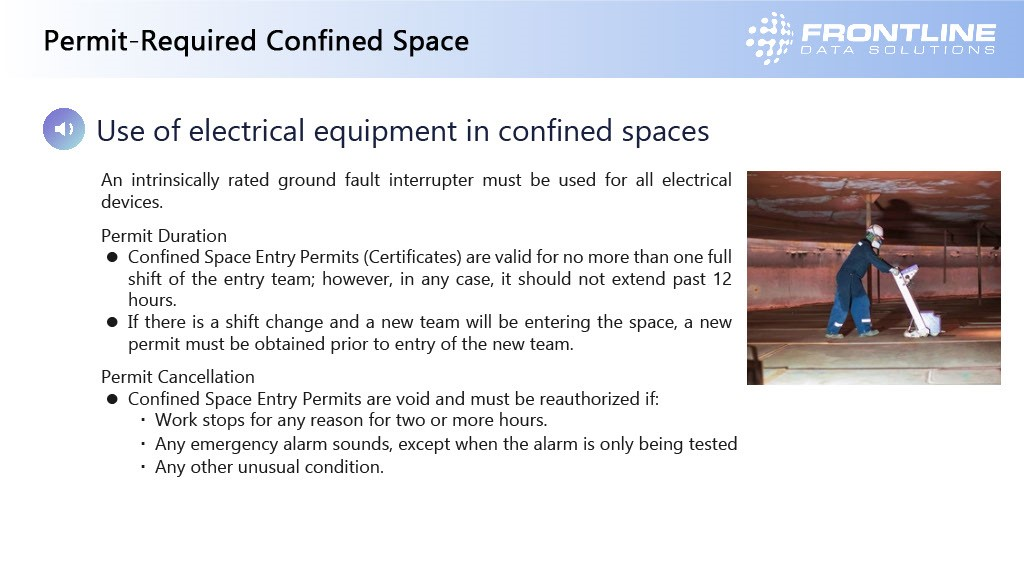 Permit-Required Confined Space
FRONTLINE
DATA SOLUTIONS
Use of electrical equipment in confined spaces
An intrinsically rated ground fault interrupter must be used for all electrical
devices.
Permit Duration
● Confined Space Entry Permits (Certificates) are valid for no more than one full
shift of the entry team; however, in any case, it should not extend past 12
hours.
● If there is a shift change and a new team will be entering the space, a new
permit must be obtained prior to entry of the new team.
Permit Cancellation
● Confined Space Entry Permits are void and must be reauthorized if:
· Work stops for any reason for two or more hours.
· Any emergency alarm sounds, except when the alarm is only being tested
· Any other unusual condition.